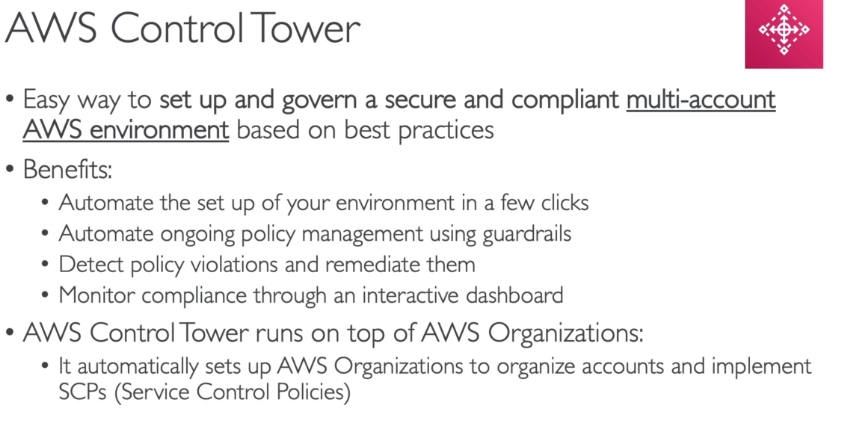 AWS Control Tower
• Easy way to set up and govern a secure and compliant multi-account
AWS environment based on best practices
• Benefits:
• Automate the set up of your environment in a few clicks
• Automate ongoing policy management using guardrails
• Detect policy violations and remediate them
• Monitor compliance through an interactive dashboard
• AWS Control Tower runs on top of AWS Organizations:
• It automatically sets up AWS Organizations to organize accounts and implement
SCPs (Service Control Policies)